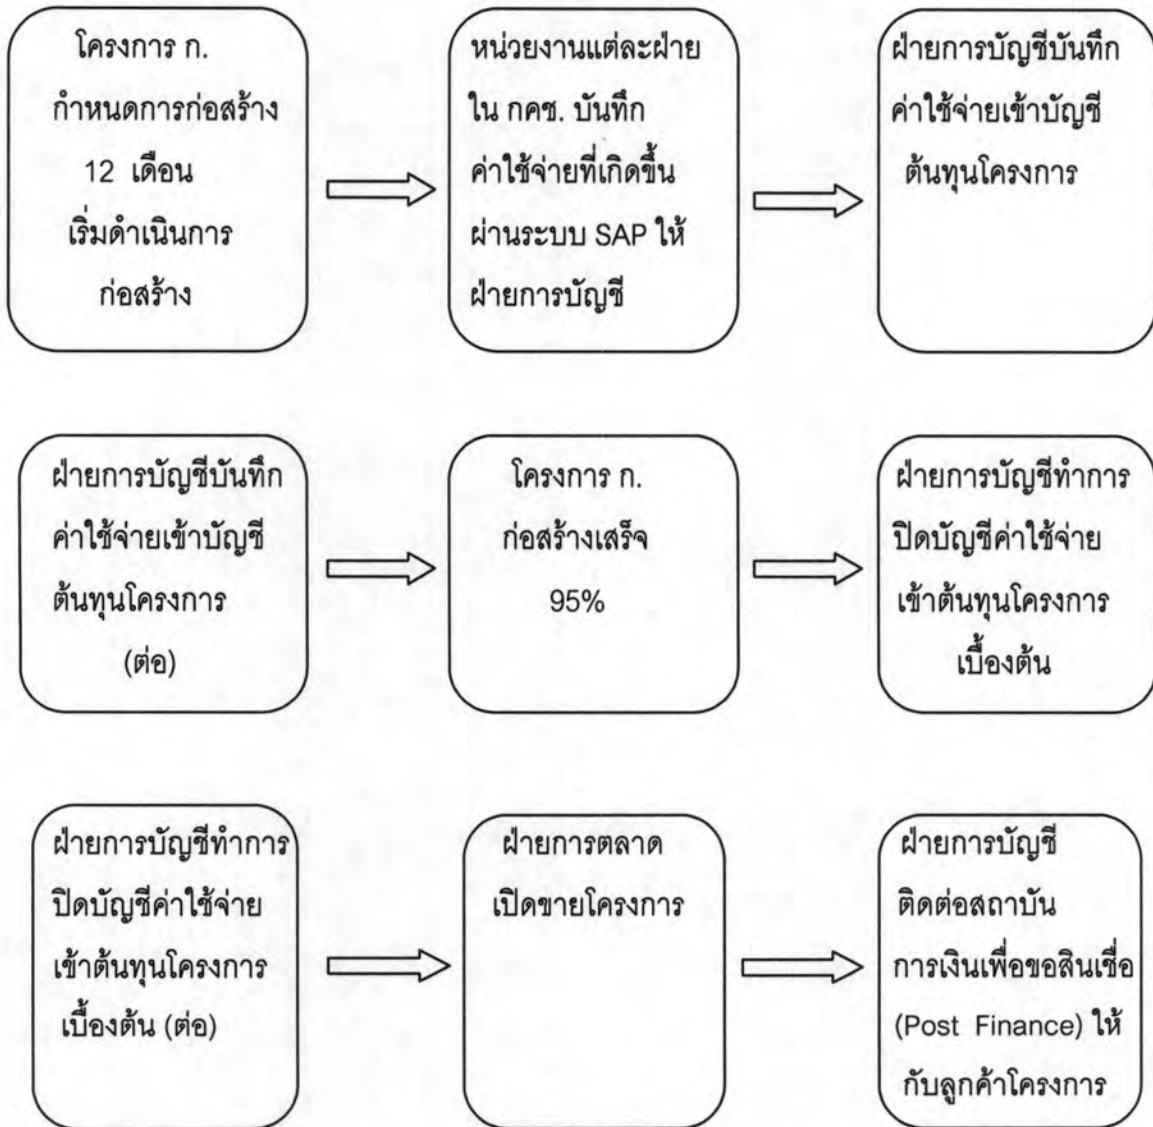 โครงการ ก.
กำหนดการก่อสร้าง
12 เดือน
เริ่มดำเนินการ
ก่อสร้าง
หน่วยงานแต่ละฝ่าย
ใน กคช. บันทึก
ค่าใช้จ่ายที่เกิดขึ้น
ผ่านระบบ SAP ให้
ฝ่ายการบัญชี
ฝ่ายการบัญชีบันทึก
ค่าใช้จ่ายเข้าบัญชี
ต้นทุนโครงการ
ฝ่ายการบัญชีบันทึก
ค่าใช้จ่ายเข้าบัญชี
ต้นทุนโครงการ
(ต่อ)
โครงการ ก.
ก่อสร้างเสร็จ
95%
ฝ่ายการบัญชีทำการ
ปิดบัญชีค่าใช้จ่าย
เข้าต้นทุนโครงการ
เบื้องต้น
ฝ่ายการบัญชีทำการ
ปิดบัญชีค่าใช้จ่าย
เข้าต้นทุนโครงการ
เบื้องต้น (ต่อ)
ฝ่ายการตลาด
เปิดขายโครงการ
ฝ่ายการบัญชี
ติดต่อสถาบัน
การเงินเพื่อขอสินเชื่อ
(Post Finance) ให้
กับลูกค้าโครงการ